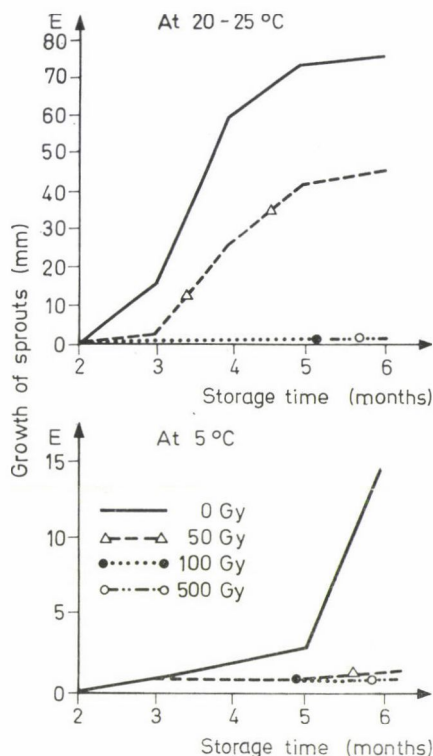 E At 20-25 °C
80
70
60
50
40
30
20
10
0
2 3 4 5 6
Storage time (months)
Growth of sprouts (mm)
E At 5 °C
15
10
5
0
0 Gy
50 Gy
100 Gy
500 Gy
2 3 4 5 6
Storage time (months)